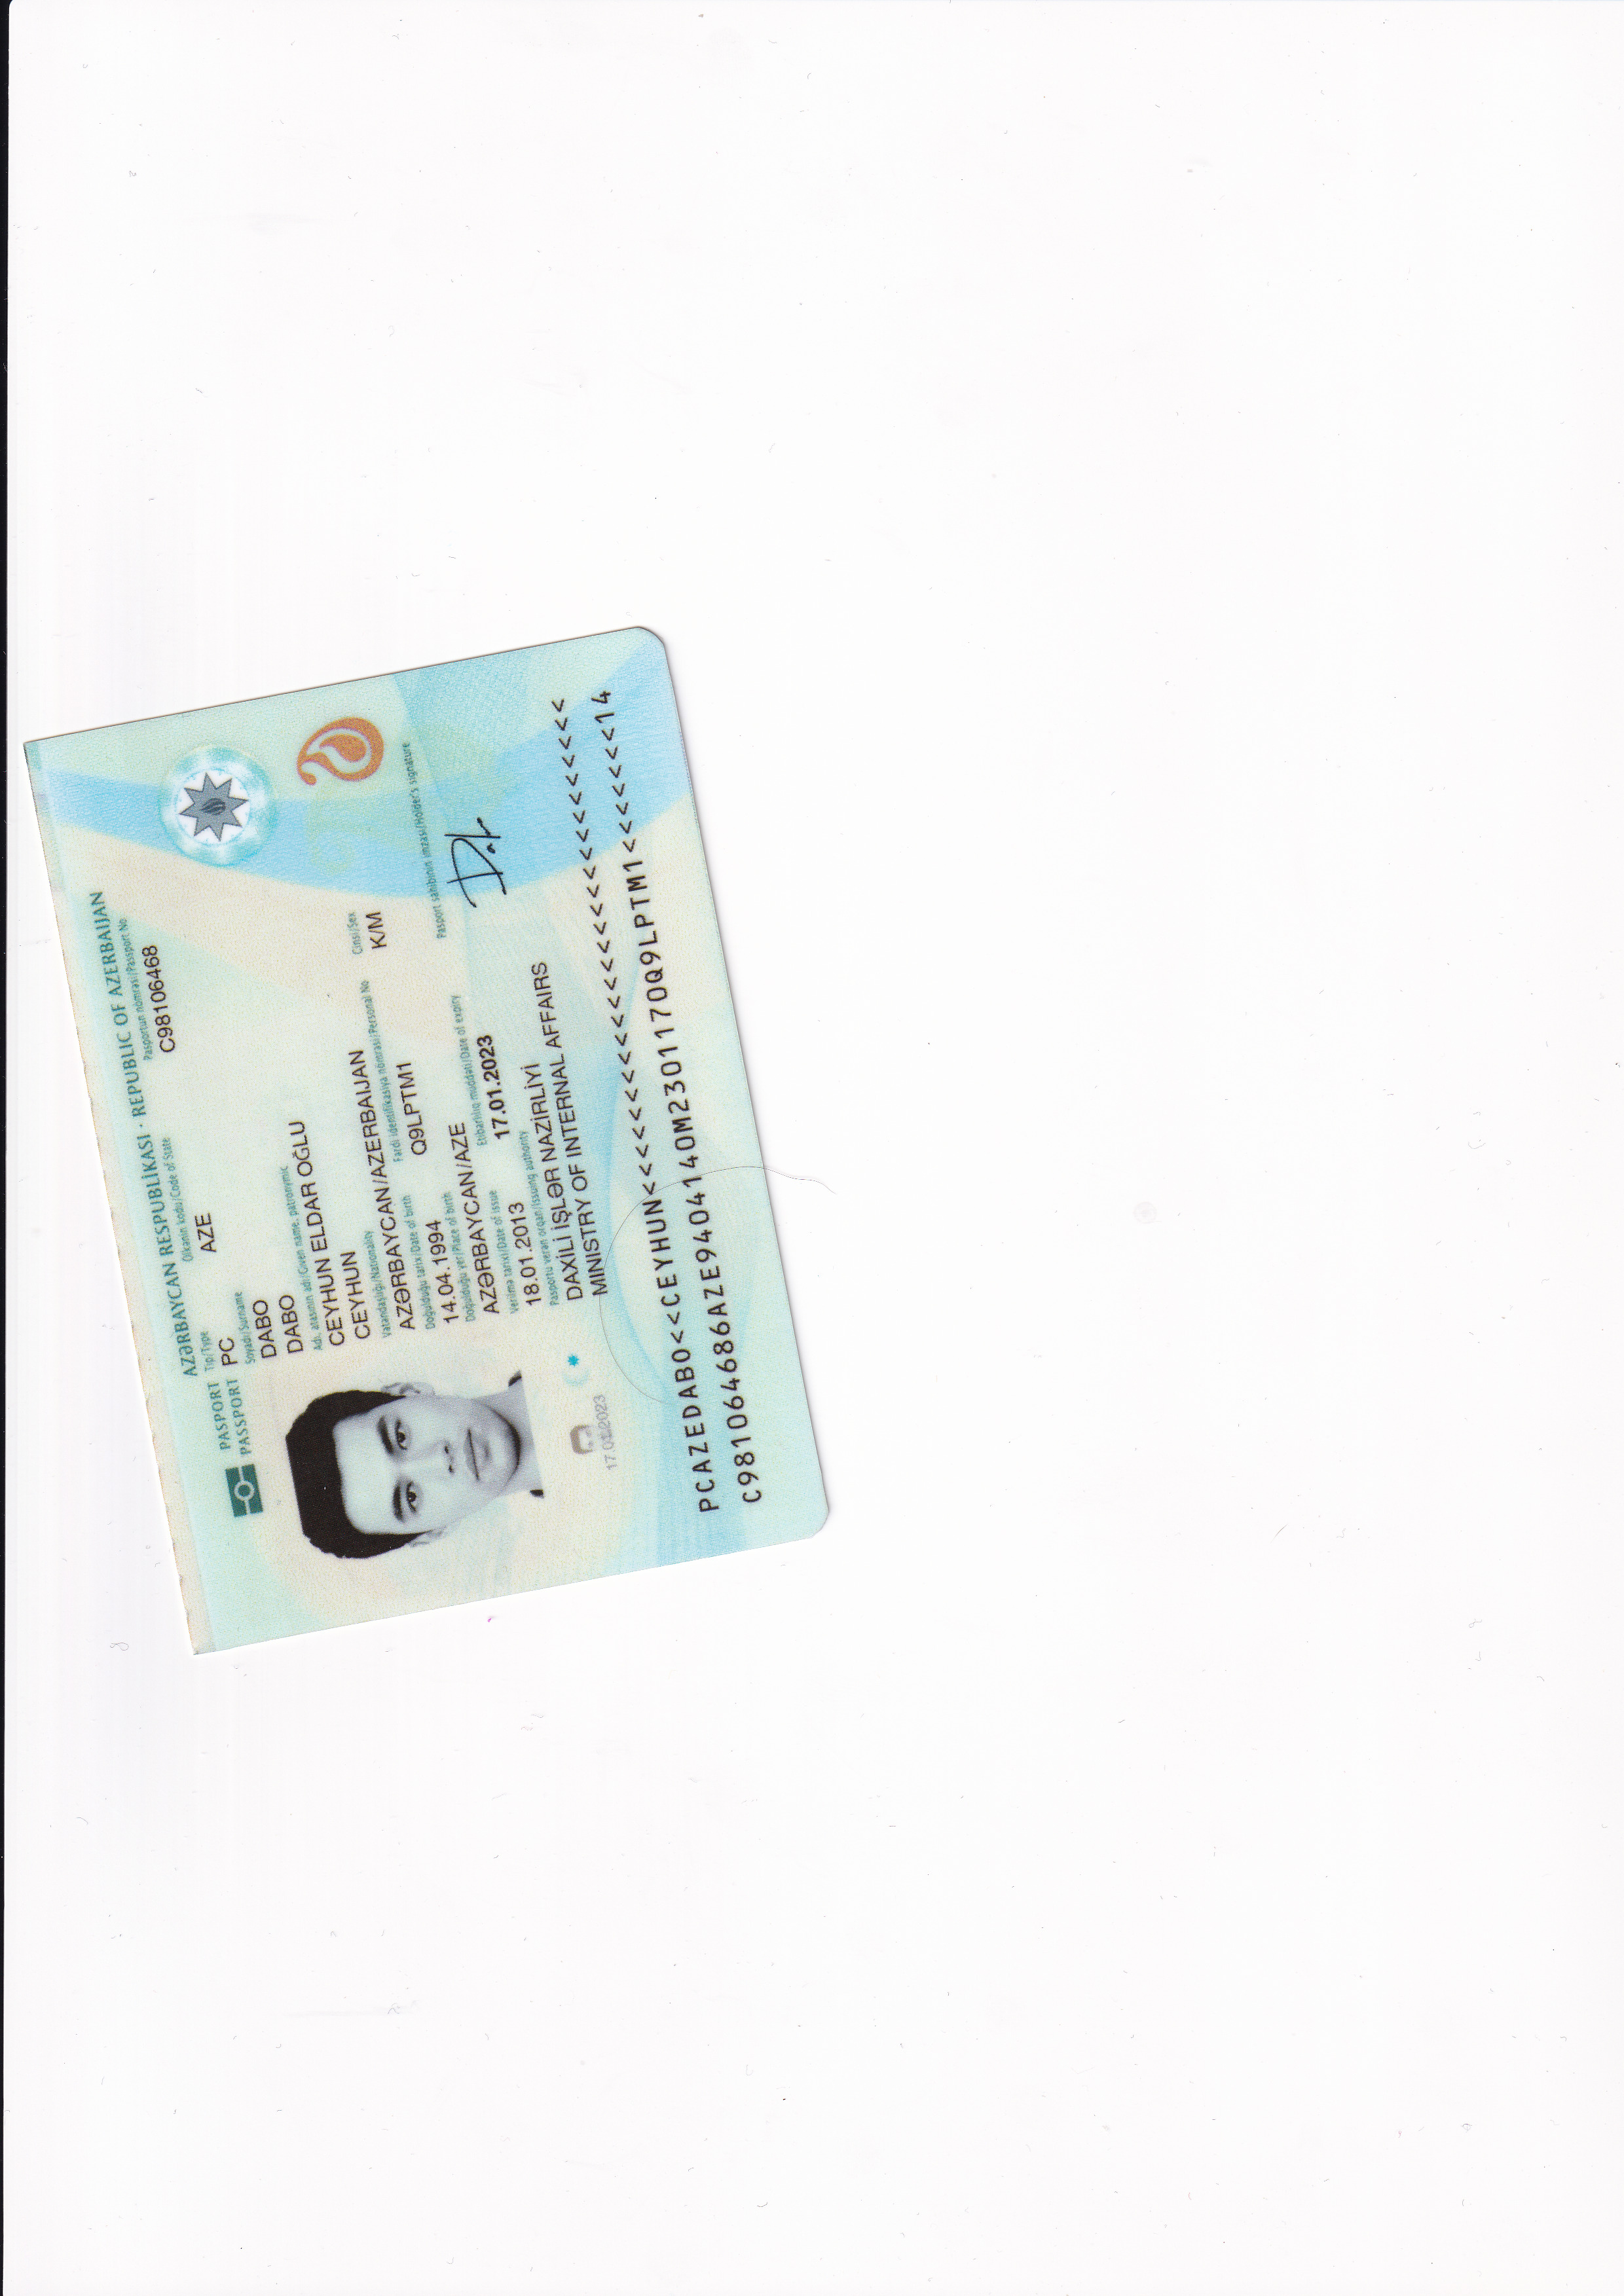 AZƏRBAYCAN RESPUBLİKASI · REPUBLIC OF AZERBAIJAN
PASPORT
PASSPORT
Tip/Type
PC
Ölkənin kodu/Code of State
AZE
Pasportun nömrəsi/Passport No
C98106468
Soyadı/Surname
DABO
DABO
Adı, atasının adı/Given name, patronymic
CEYHUN ELDAR OĞLU
CEYHUN
Vətəndaşlığı/Nationality
AZƏRBAYCAN/AZERBAIJAN
Cinsi/Sex
K/M
Doğulduğu tarix/Date of birth
14.04.1994
Fərdi identifikasiya nömrəsi/Personal No
Q9LPTM1
Doğulduğu yer/Place of birth
AZƏRBAYCAN/AZE
Pasport sahibinin imzası/Holder's signature
Verilmə tarixi/Date of issue
18.01.2013
Etibarlılıq müddəti/Date of expiry
17.01.2023
Pasportu verən orqan/Issuing authority
DAXİLİ İŞLƏR NAZİRLİYİ
MINISTRY OF INTERNAL AFFAIRS
17.01.2023
PCAZEDABO<<CEYHUN<<<<<<<<<<<<<<<<<<<<<<<<<<<
C981064686AZE9404140M2301170Q9LPTM1<<<<<<<14